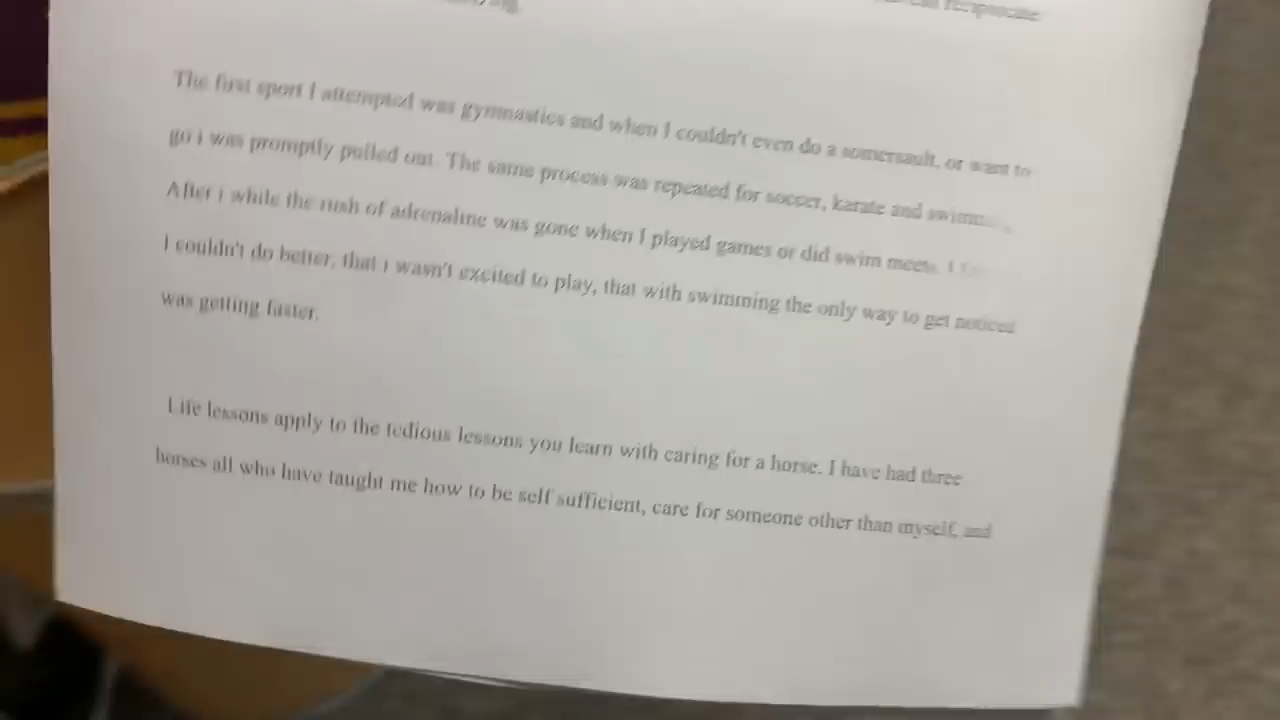 The first sport I attempted was gymnastics and when I couldn't even do a somersault, or want to
go i was promptly pulled out. The same process was repeated for soccer, karate and
After i while the rush of adrenaline was gone when I played games or did swim meets. I
I couldn't do better, that i wasn't excited to play, that with swimming the only way to get noticed
was getting faster.
Life lessons apply to the tedious lessons you learn with caring for a horse. I have had three
horses all who have taught me how to be self sufficient, care for someone other than myself, and